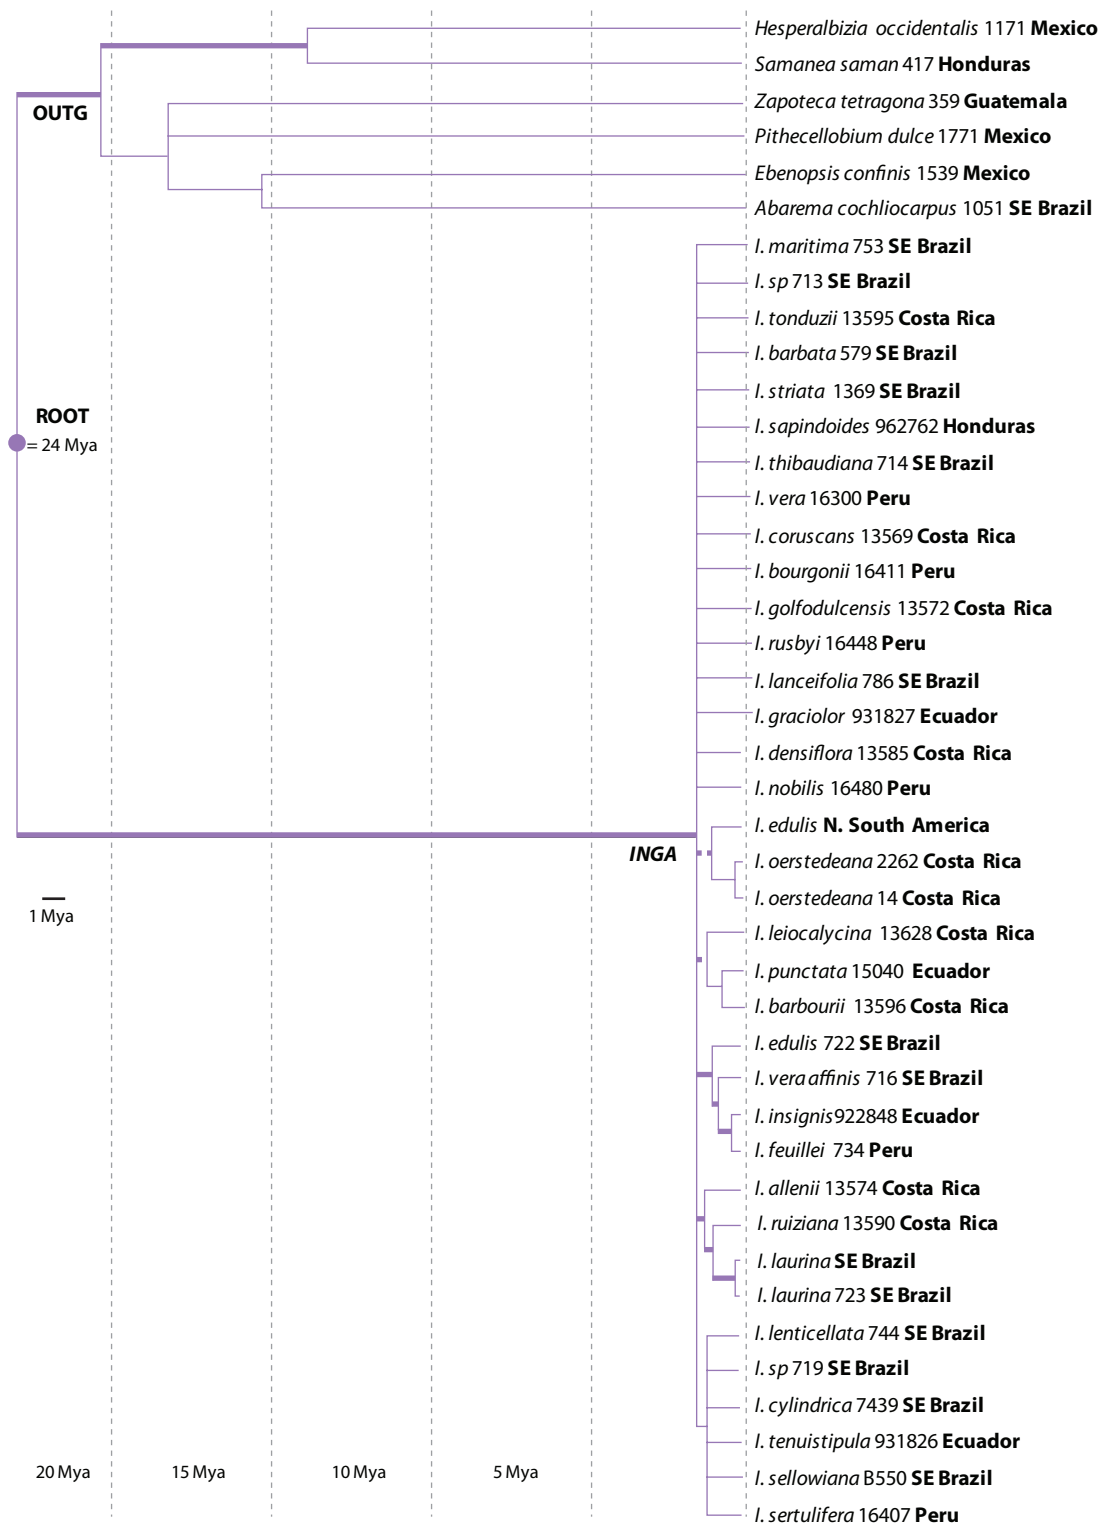 Hesperalbizia occidentalis 1171 Mexico
Samanea saman 417 Honduras
Zapoteca tetragona 359 Guatemala
OUTG
Pithecellobium dulce 1771 Mexico
Ebenopsis confinis 1539 Mexico
Abarema cochliocarpus 1051 SE Brazil
I. maritima 753 SE Brazil
I. sp 713 SE Brazil
I. tonduzii 13595 Costa Rica
I. barbata 579 SE Brazil
I. striata 1369 SE Brazil
ROOT
= 24 Mya
I. sapindoides 962762 Honduras
I. thibaudiana 714 SE Brazil
I. vera 16300 Peru
I. coruscans 13569 Costa Rica
I. bourgonii 16411 Peru
I. golfodulcensis 13572 Costa Rica
I. rusbyi 16448 Peru
I. lanceifolia 786 SE Brazil
I. graciolor 931827 Ecuador
I. densiflora 13585 Costa Rica
I. nobilis 16480 Peru
I. edulis N. South America
INGA
I. oerstedeana 2262 Costa Rica
I. oerstedeana 14 Costa Rica
1 Mya
I. leiocalycina 13628 Costa Rica
I. punctata 15040 Ecuador
I. barbourii 13596 Costa Rica
I. edulis 722 SE Brazil
I. vera affinis 716 SE Brazil
I. insignis922848 Ecuador
I. feuillei 734 Peru
I. allenii 13574 Costa Rica
I. ruiziana 13590 Costa Rica
I. laurina SE Brazil
I. laurina 723 SE Brazil
I. lenticellata 744 SE Brazil
I. sp 719 SE Brazil
I. cylindrica 7439 SE Brazil
I. tenuistipula 931826 Ecuador
20 Mya 15 Mya 10 Mya 5 Mya
I. sellowiana B550 SE Brazil
I. sertulifera 16407 Peru